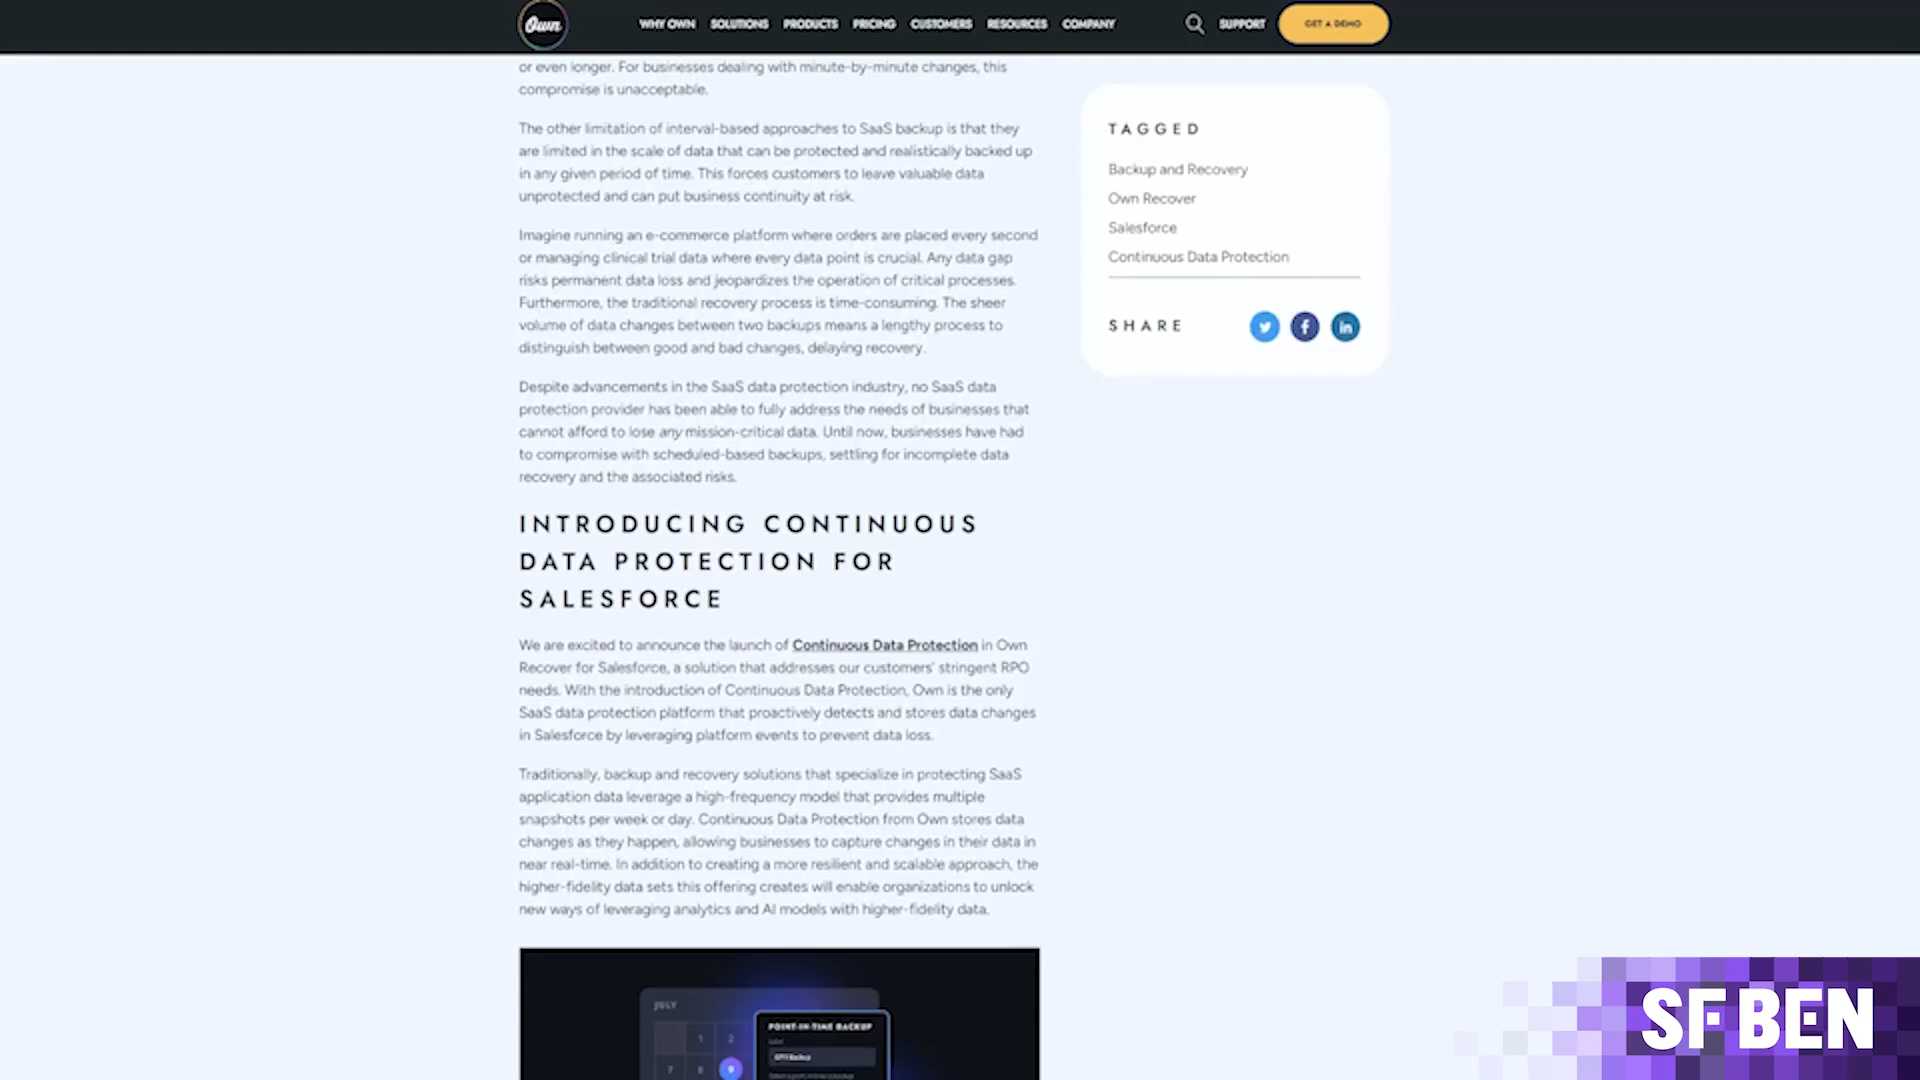 Own
WHY OWN SOLUTIONS PRODUCTS PRICING CUSTOMERS RESOURCES COMPANY SUPPORT GET A DEMO
or even longer. For businesses dealing with minute-by-minute changes, this
compromise is unacceptable.
The other limitation of interval-based approaches to SaaS backup is that they
are limited in the scale of data that can be protected and realistically backed up
in any given period of time. This forces customers to leave valuable data
unprotected and can put business continuity at risk.
Imagine running an e-commerce platform where orders are placed every second
or managing clinical trial data where every data point is crucial. Any data gap
risks permanent data loss and jeopardizes the operation of critical processes.
Furthermore, the traditional recovery process is time-consuming. The sheer
volume of data changes between two backups means a lengthy process to
distinguish between good and bad changes, delaying recovery.
Despite advancements in the SaaS data protection industry, no SaaS data
protection provider has been able to fully address the needs of businesses that
cannot afford to lose any mission-critical data. Until now, businesses have had
to compromise with scheduled-based backups, settling for incomplete data
recovery and the associated risks.
INTRODUCING CONTINUOUS
DATA PROTECTION FOR
SALESFORCE
We are excited to announce the launch of Continuous Data Protection in Own
Recover for Salesforce, a solution that addresses our customers' stringent RPO
needs. With the introduction of Continuous Data Protection, Own is the only
SaaS data protection platform that proactively detects and stores data changes
in Salesforce by leveraging platform events to prevent data loss.
Traditionally, backup and recovery solutions that specialize in protecting SaaS
application data leverage a high-frequency model that provides multiple
snapshots per week or day. Continuous Data Protection from Own stores data
changes as they happen, allowing businesses to capture changes in their data in
near real-time. In addition to creating a more resilient and scalable approach, the
higher-fidelity data sets this offering creates will enable organizations to unlock
new ways of leveraging analytics and AI models with higher-fidelity data.
JULY
1 2
7 8 9
POINT-IN-TIME BACKUP
Label
TAGGED
Backup and Recovery
Own Recover
Salesforce
Continuous Data Protection
SHARE
SF BEN